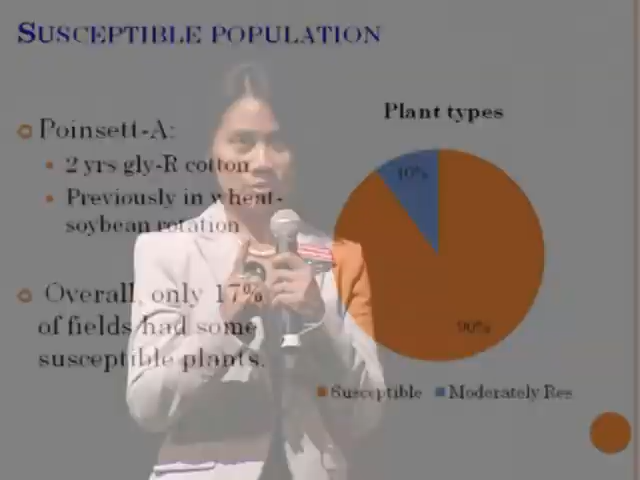 SUSCEPTIBLE POPULATION
Poinsett-A:
2 yrs gly-R cotton
Previously in wheat-
soybean rotation
Overall, only 17%
of fields had some
susceptible plants.
Plant types
10%
90%
Susceptible
Moderately Res